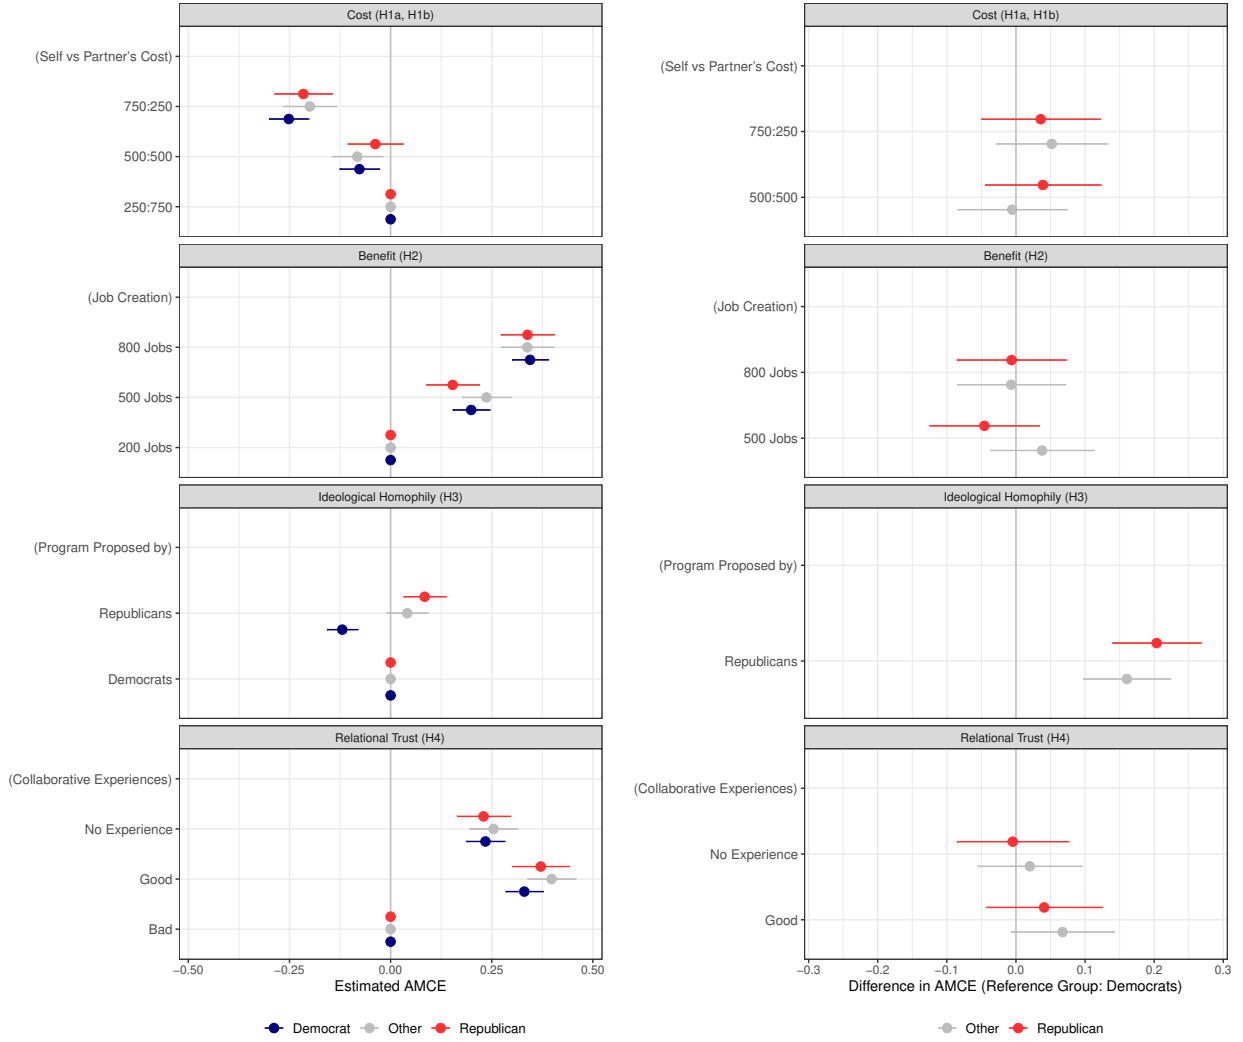 Cost (H1a, H1b)
(Self vs Partner's Cost)
750:250
500:500
250:750
Benefit (H2)
(Job Creation)
800 Jobs
500 Jobs
200 Jobs
Ideological Homophily (H3)
(Program Proposed by)
Republicans
Democrats
Relational Trust (H4)
(Collaborative Experiences)
No Experience
Good
Bad
−0.50 −0.25 0.00 0.25 0.50
Estimated AMCE
Democrat Other Republican
Cost (H1a, H1b)
(Self vs Partner's Cost)
750:250
500:500
Benefit (H2)
(Job Creation)
800 Jobs
500 Jobs
Ideological Homophily (H3)
(Program Proposed by)
Republicans
Relational Trust (H4)
(Collaborative Experiences)
No Experience
Good
−0.3 −0.2 −0.1 0.0 0.1 0.2 0.3
Difference in AMCE (Reference Group: Democrats)
Other Republican